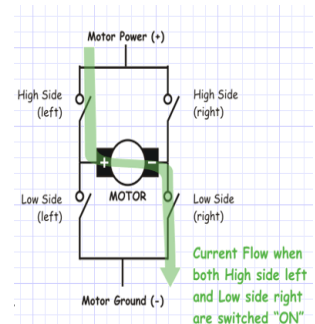 Motor Power (+)
High Side
(left)
High Side
(right)
+
-
MOTOR
Low Side
(left)
Low Side
(right)
Current Flow when
both High side left
and Low side right
are switched “ON”
Motor Ground (-)